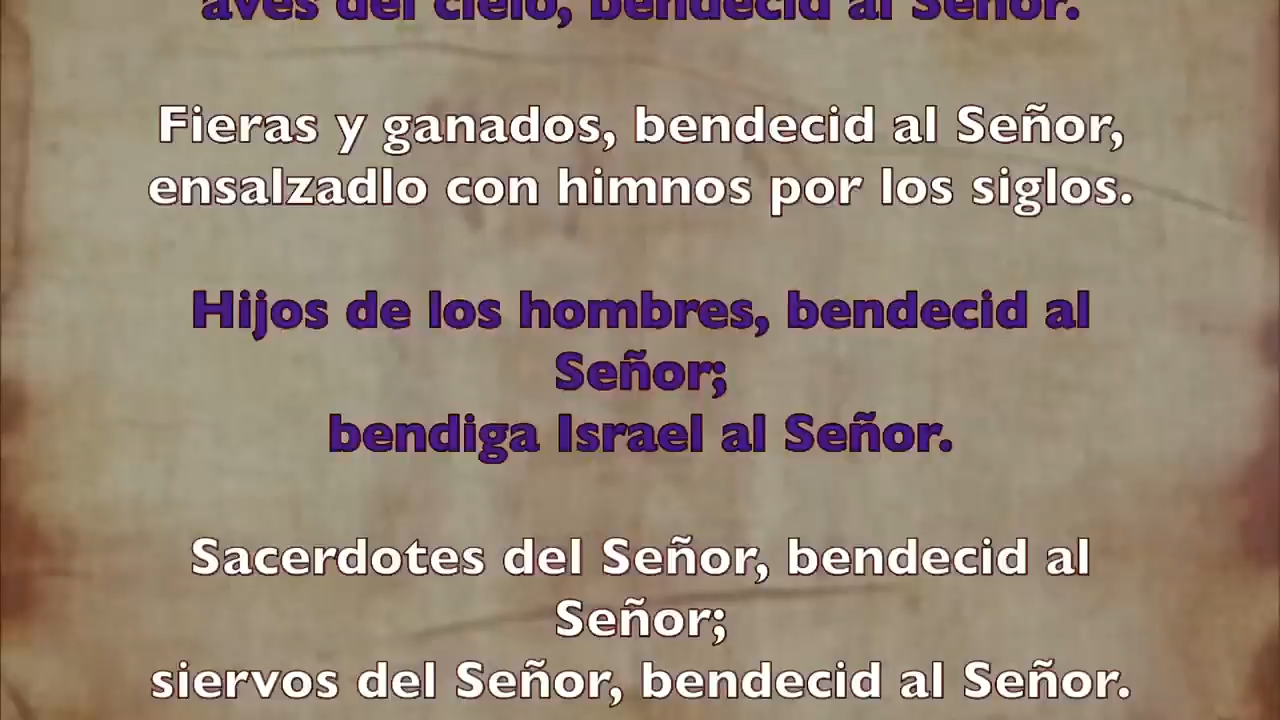 aves del cielo, bendecid al Señor.
Fieras y ganados, bendecid al Señor,
ensalzadlo con himnos por los siglos.
Hijos de los hombres, bendecid al
Señor;
bendiga Israel al Señor.
Sacerdotes del Señor, bendecid al
Señor;
siervos del Señor, bendecid al Señor.